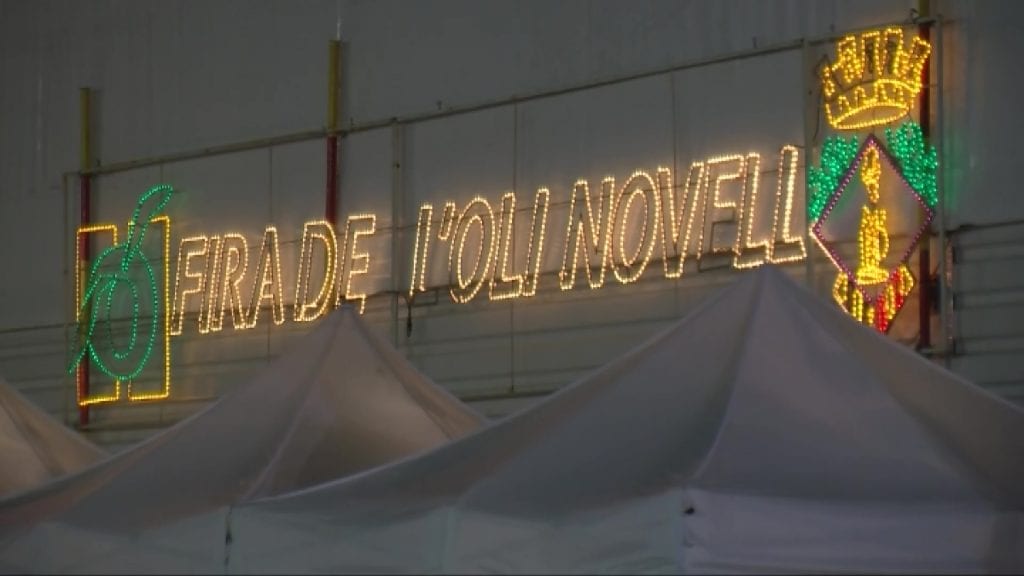 FIRA DE l'OLI NOVELL